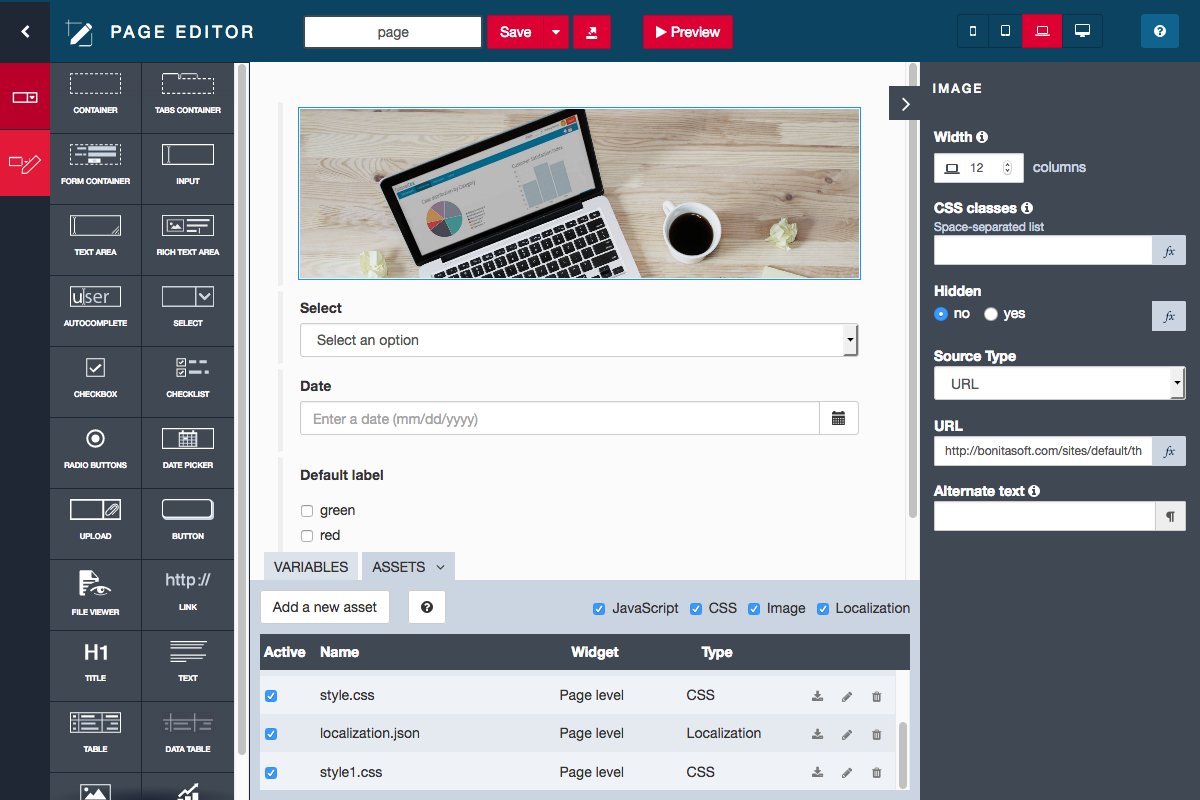 PAGE EDITOR
page
Save
Preview
?
CONTAINER
TABS CONTAINER
FORM CONTAINER
INPUT
TEXT AREA
RICH TEXT AREA
user
AUTOCOMPLETE
SELECT
CHECKBOX
CHECKLIST
RADIO BUTTONS
DATE PICKER
UPLOAD
BUTTON
FILE VIEWER
http://
LINK
H1
TITLE
TEXT
TABLE
DATA TABLE
Select
Select an option
Date
Enter a date (mm/dd/yyyy)
Default label
green
red
VARIABLES
ASSETS
Add a new asset
?
JavaScript
CSS
Image
Localization
Active Name Widget Type
style.css Page level CSS
localization.json Page level Localization
style1.css Page level CSS
IMAGE
Width
12
columns
CSS classes
Space-separated list
fx
Hidden
no
yes
fx
Source Type
URL
URL
http://bonitasoft.com/sites/default/th
fx
Alternate text
¶